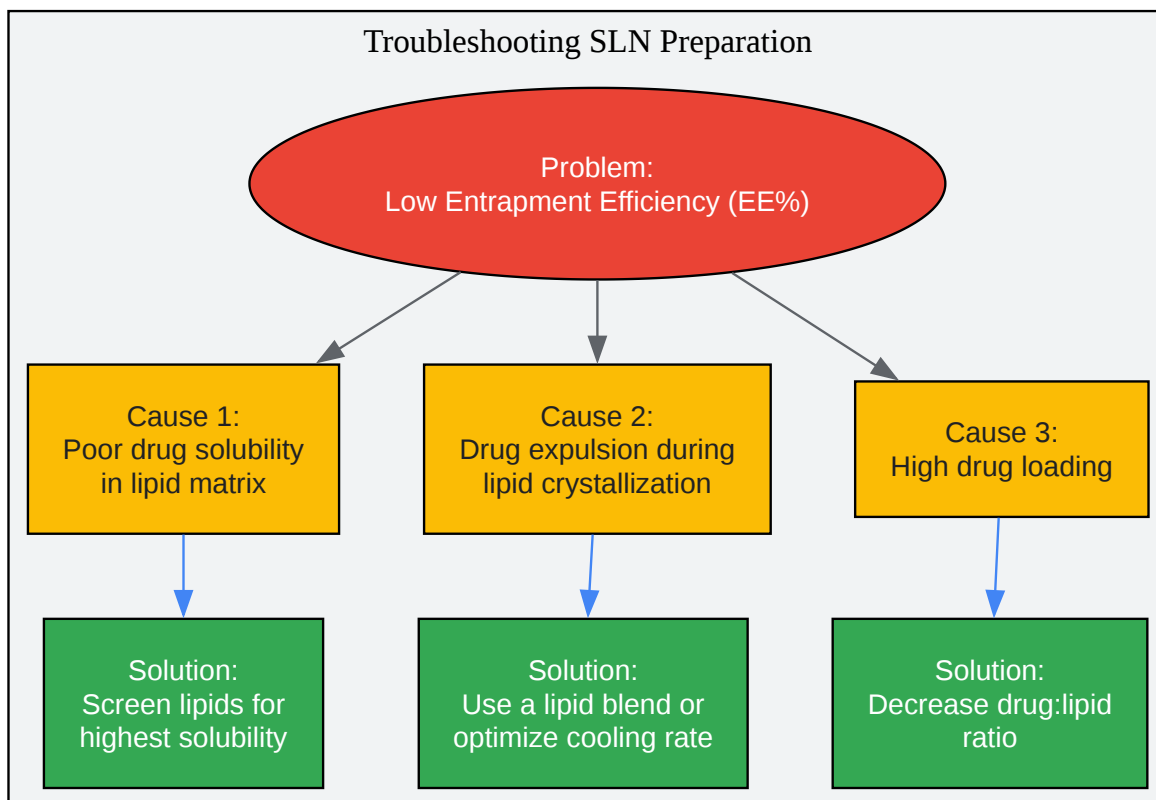 Troubleshooting SLN Preparation
Problem:
Low Entrapment Efficiency (EE%)
Cause 1:
Poor drug solubility
in lipid matrix
Cause 2:
Drug expulsion during
lipid crystallization
Cause 3:
High drug loading
Solution:
Screen lipids for
highest solubility
Solution:
Use a lipid blend or
optimize cooling rate
Solution:
Decrease drug:lipid
ratio